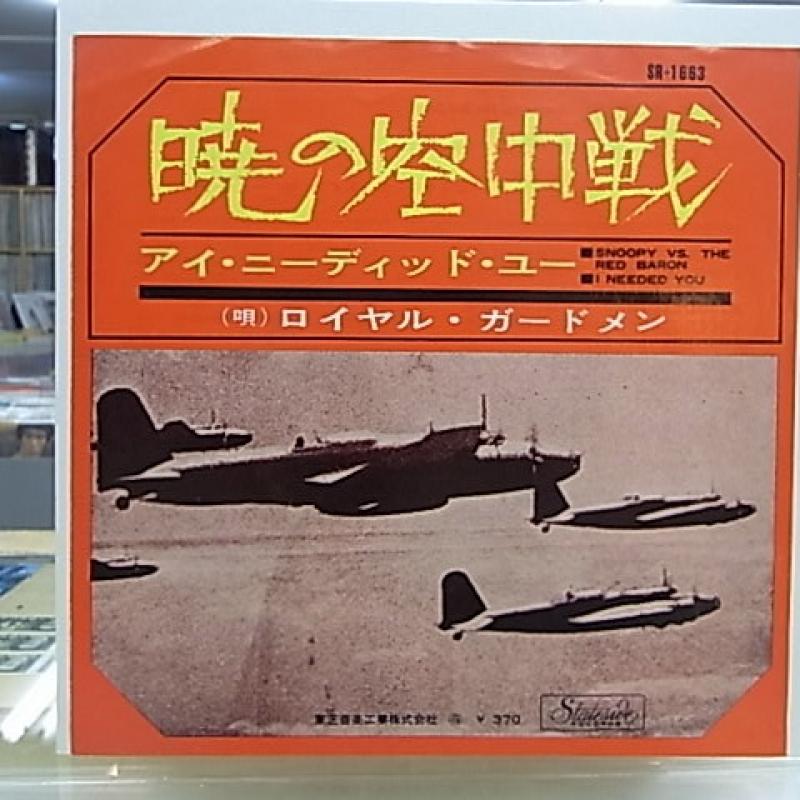 SR-1663
暁の空中戦
アイ・ニーディッド・ユー
■SNOOPY VS. THE RED BARON
■I NEEDED YOU
(唄)ロイヤル・ガードメン
東芝音楽工業株式会社 ㊎ ¥370
Stateside